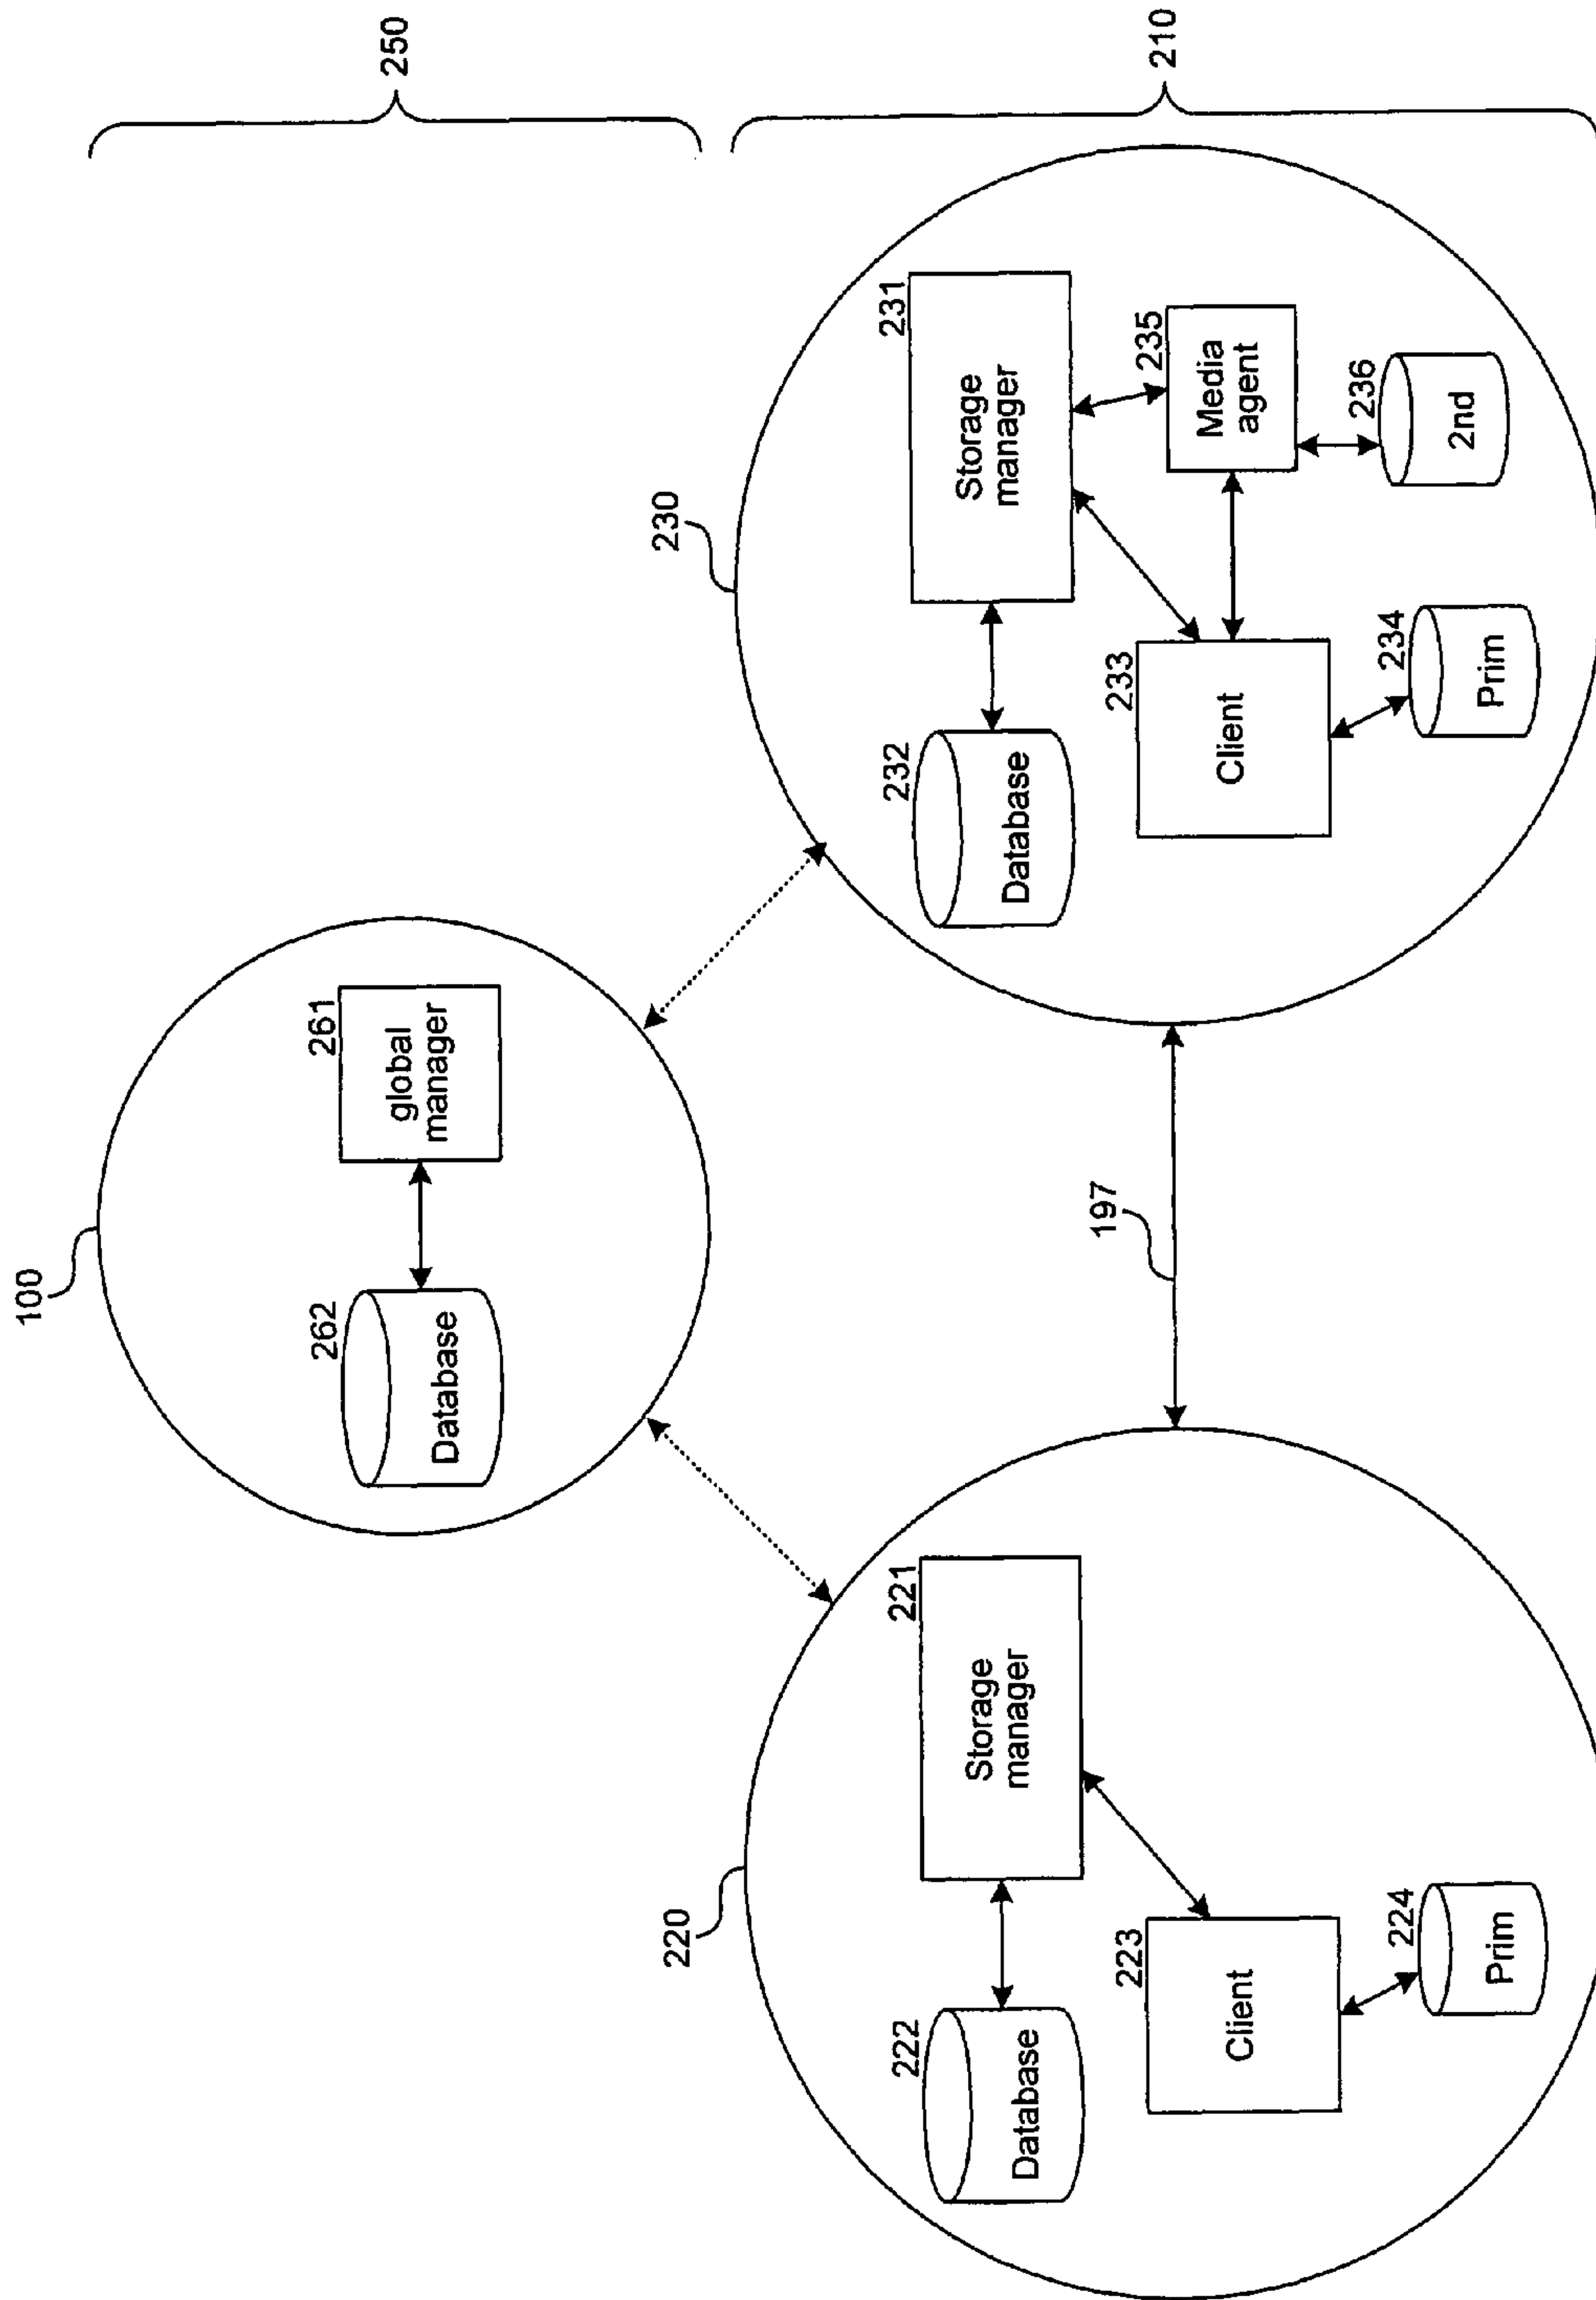 100
262
Database
261
global
manager
250
220
222
Database
221
Storage
manager
223
Client
224
Prim
197
230
232
Database
231
Storage
manager
233
Client
234
Prim
235
Media
agent
236
2nd
210